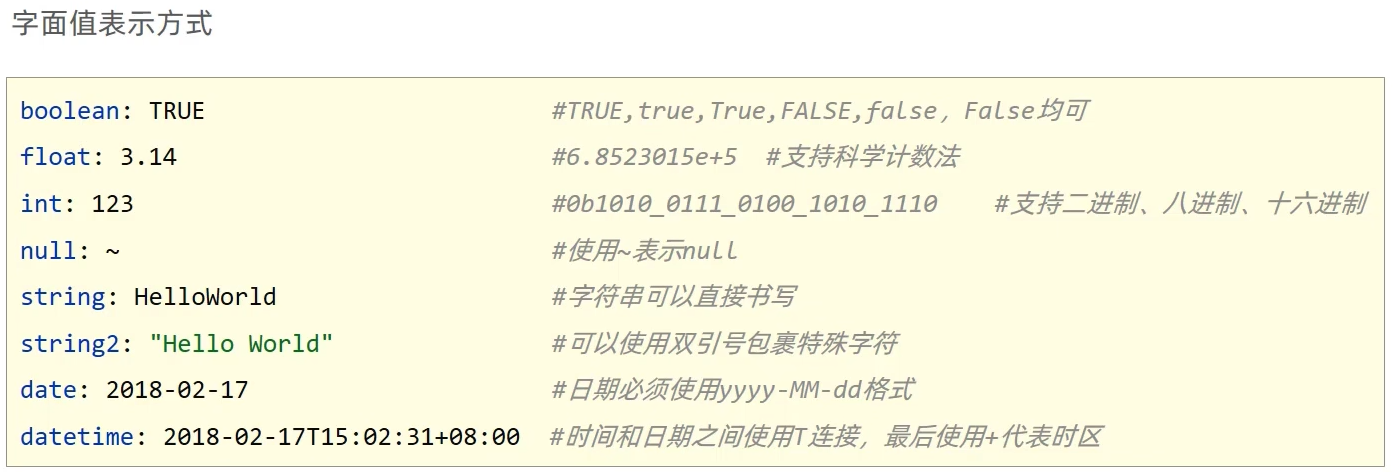 字面值表示方式
boolean: TRUE #TRUE,true,True,FALSE,false，False均可
float: 3.14 #6.8523015e+5 #支持科学计数法
int: 123 #0b1010_0111_0100_1010_1110 #支持二进制、八进制、十六进制
null: ~ #使用~表示null
string: HelloWorld #字符串可以直接书写
string2: "Hello World" #可以使用双引号包裹特殊字符
date: 2018-02-17 #日期必须使用yyyy-MM-dd格式
datetime: 2018-02-17T15:02:31+08:00 #时间和日期之间使用T连接，最后使用+代表时区